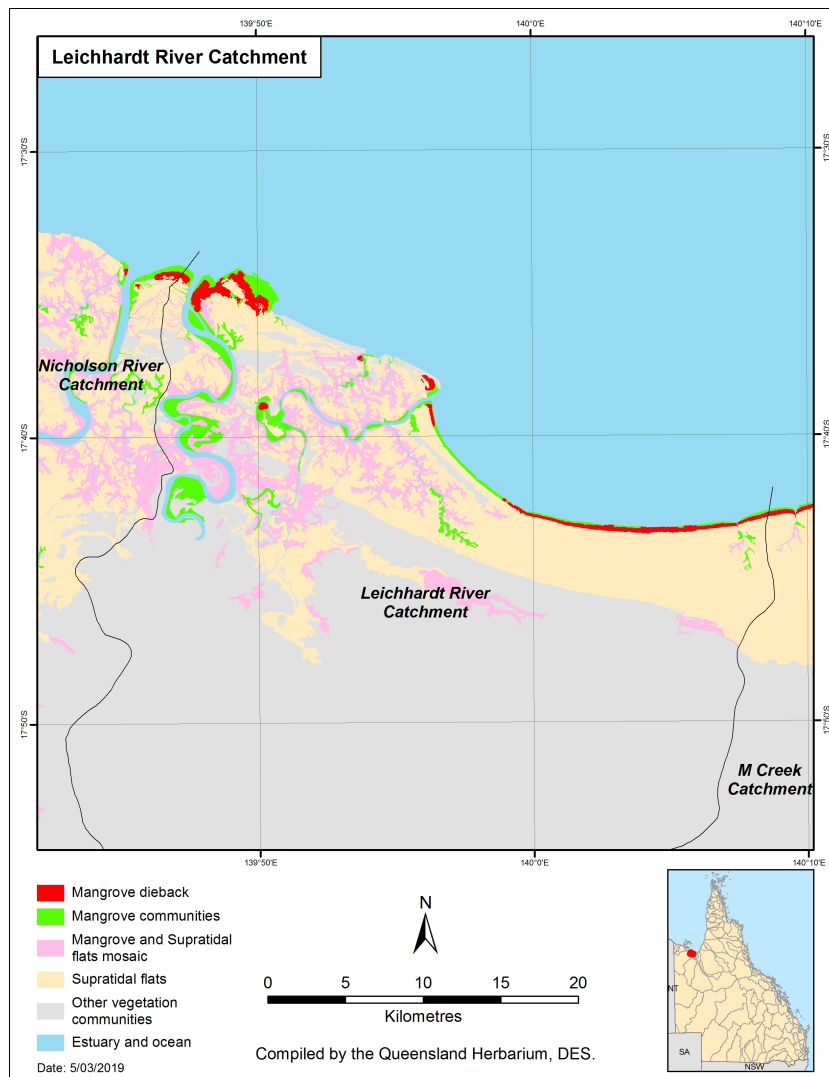 139°50'E
140°0'E
140°10'E
Leichhardt River Catchment
17°30'S
17°30'S
Nicholson River
Catchment
17°40'S
17°40'S
Leichhardt River
Catchment
17°50'S
17°50'S
M Creek
Catchment
139°50'E
140°0'E
140°10'E
Mangrove dieback
Mangrove communities
Mangrove and Supratidal
flats mosaic
Supratidal flats
Other vegetation
communities
Estuary and ocean
Date: 5/03/2019
N
0 5 10 15 20
Kilometres
Compiled by the Queensland Herbarium, DES.
NT
SA
NSW